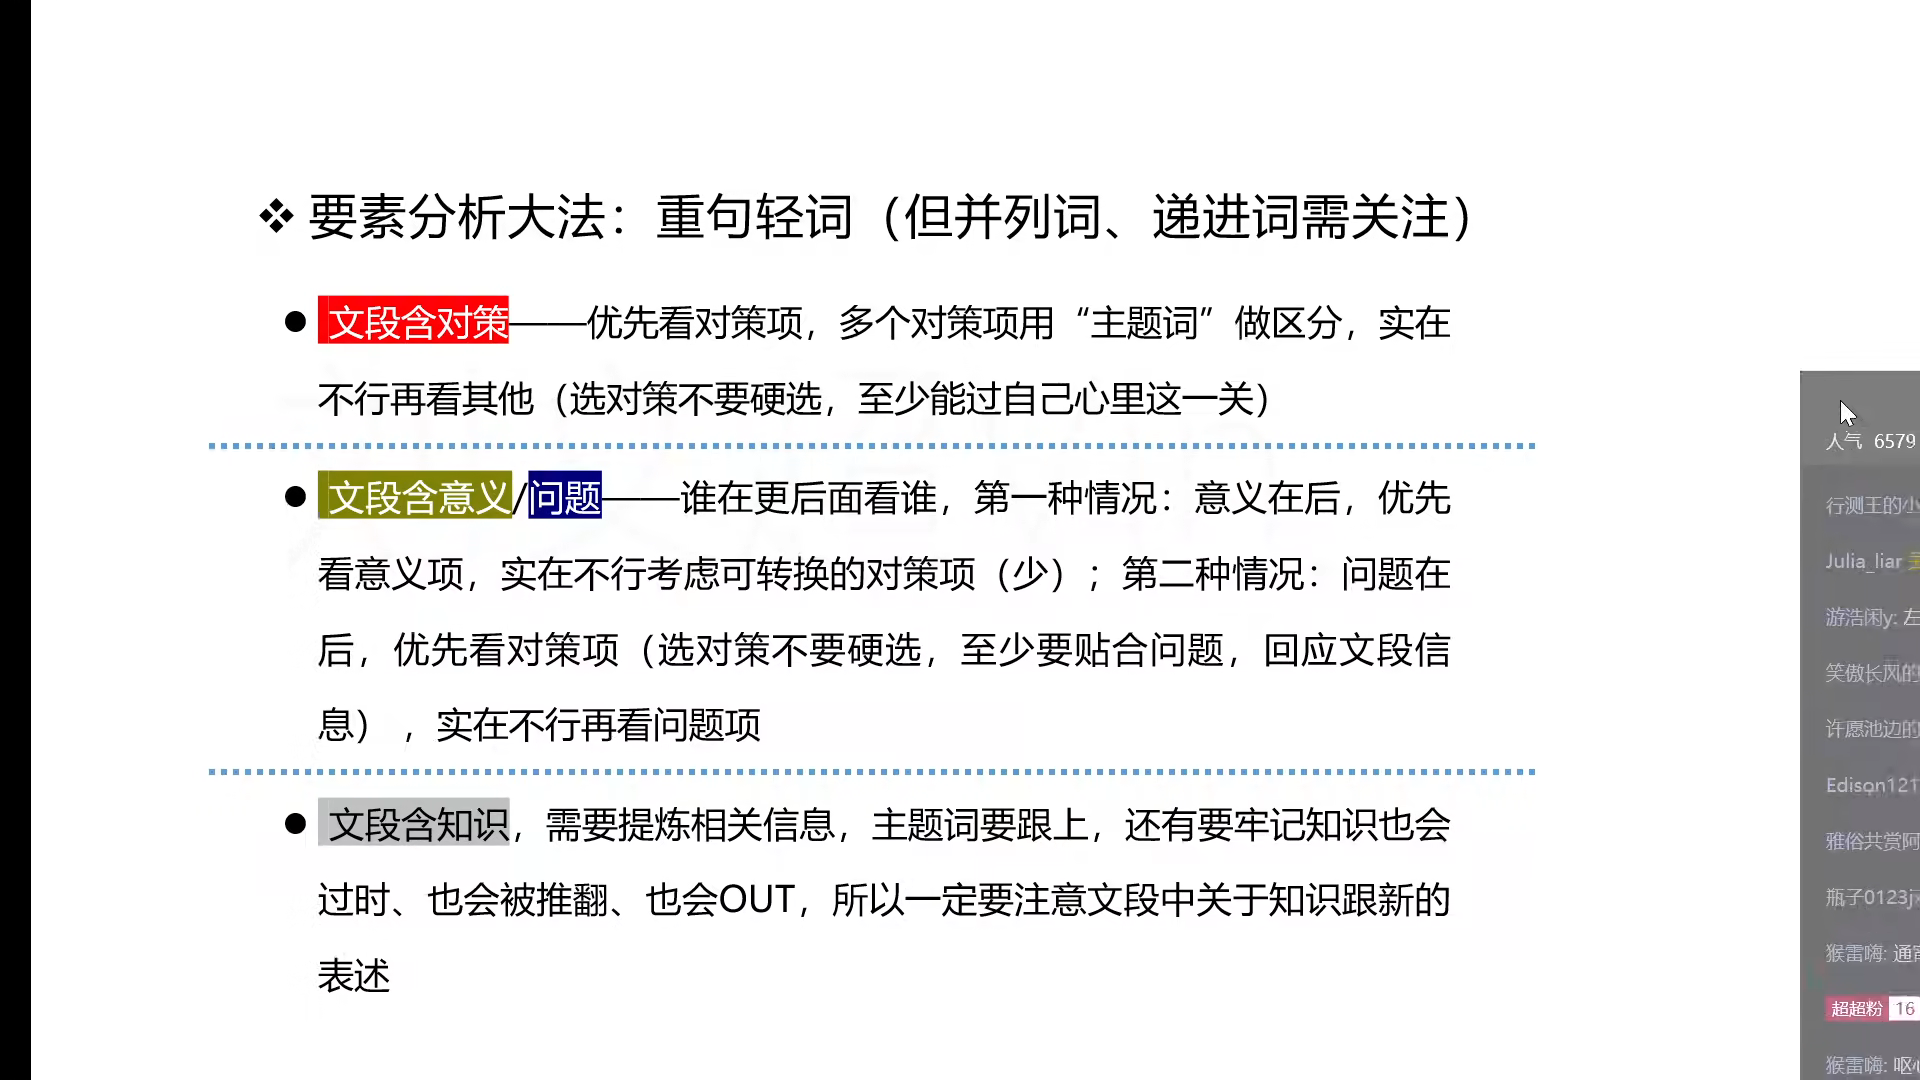 ❖ 要素分析大法：重句轻词（但并列词、递进词需关注）
● 文段含对策——优先看对策项，多个对策项用“主题词”做区分，实在
不行再看其他（选对策不要硬选，至少能过自己心里这一关）
● 文段含意义/问题——谁在更后面看谁，第一种情况：意义在后，优先
看意义项，实在不行考虑可转换的对策项（少）；第二种情况：问题在
后，优先看对策项（选对策不要硬选，至少要贴合问题，回应文段信
息），实在不行再看问题项
● 文段含知识，需要提炼相关信息，主题词要跟上，还有要牢记知识也会
过时、也会被推翻、也会OUT，所以一定要注意文段中关于知识跟新的
表述
人气 6579
行测王的小
Julia_liar
游浩闲y: 左
笑傲长风的
许愿池边的
Edison121
雅俗共赏阿
瓶子0123j
猴雷嗨: 通宵
超超粉 16
猴雷嗨: 呕心